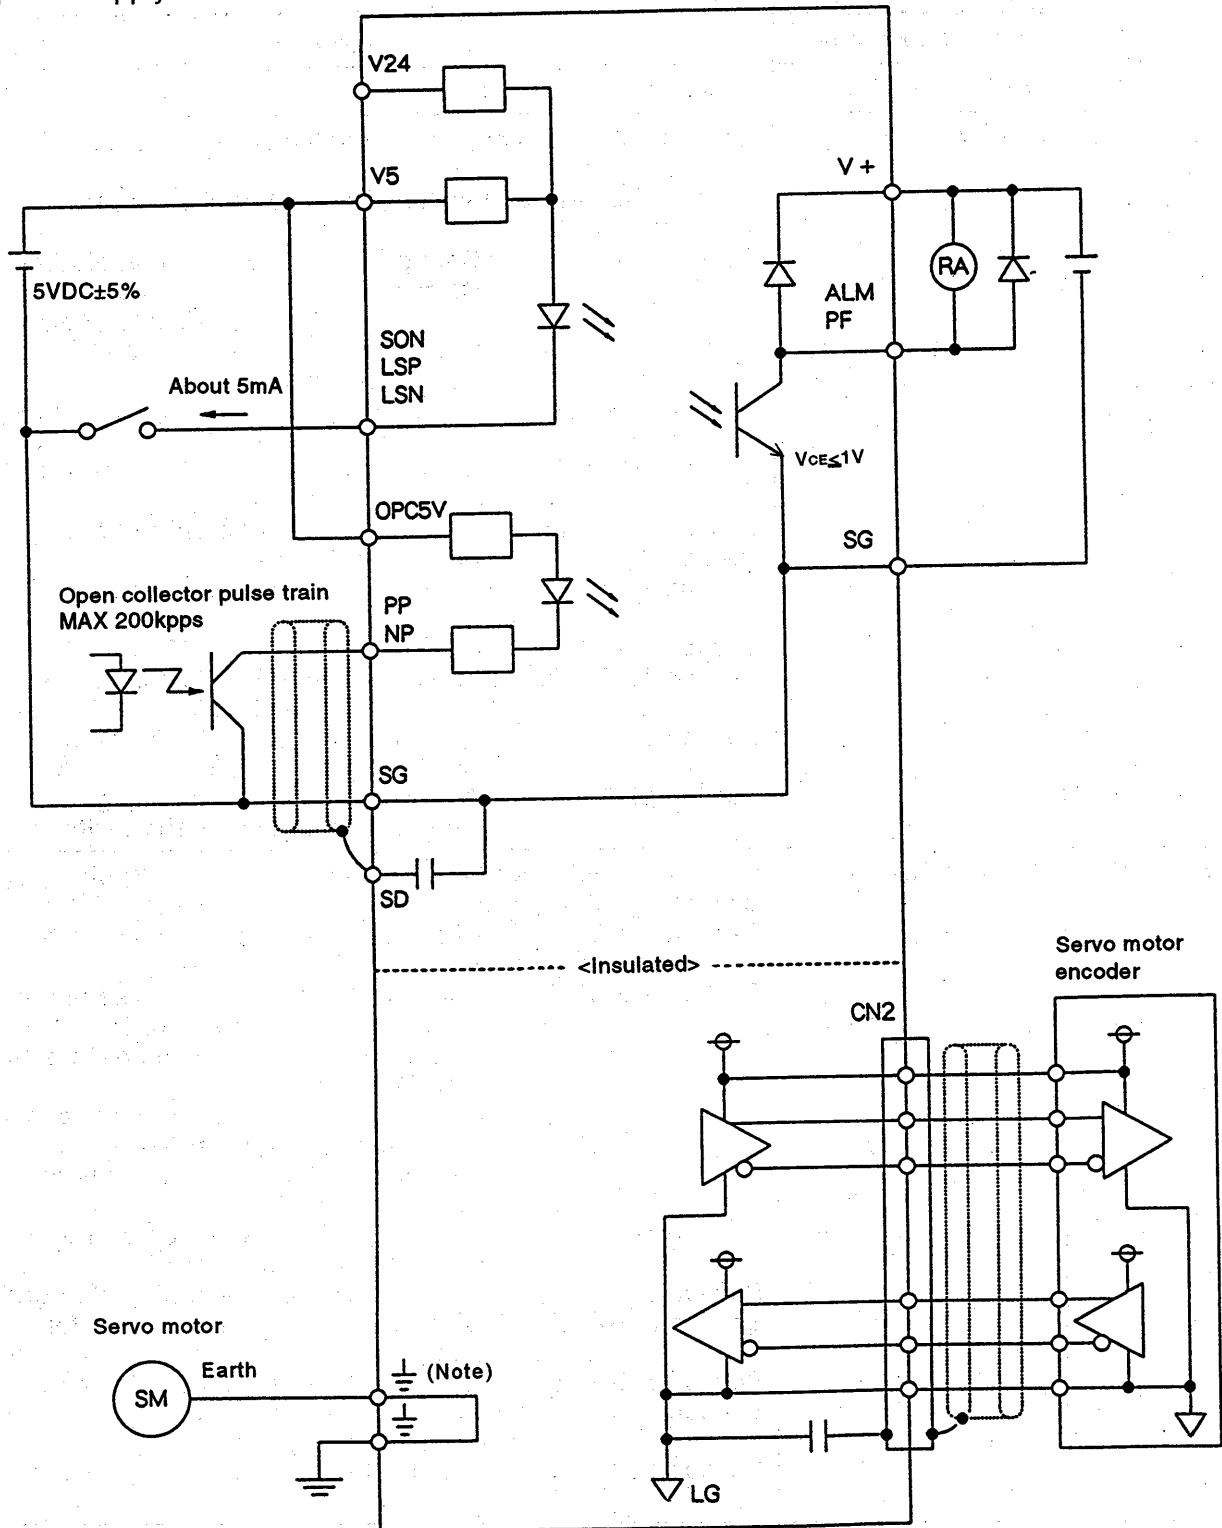 V24
V5
V +
5VDC±5%
RA
ALM
PF
SON
LSP
LSN
About 5mA
VCE≦1V
OPC5V
SG
Open collector pulse train
MAX 200kpps
PP
NP
SG
SD
<Insulated>
Servo motor
encoder
CN2
Servo motor
Earth
(Note)
SM
LG